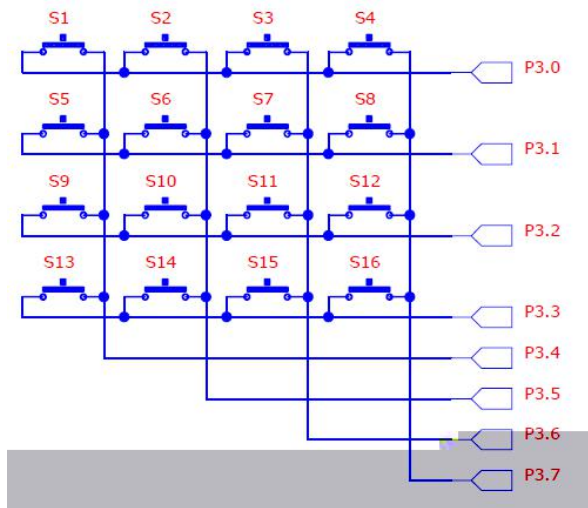 S1 S2 S3 S4
P3.0
S5 S6 S7 S8
P3.1
S9 S10 S11 S12
P3.2
S13 S14 S15 S16
P3.3
P3.4
P3.5
P3.6
P3.7